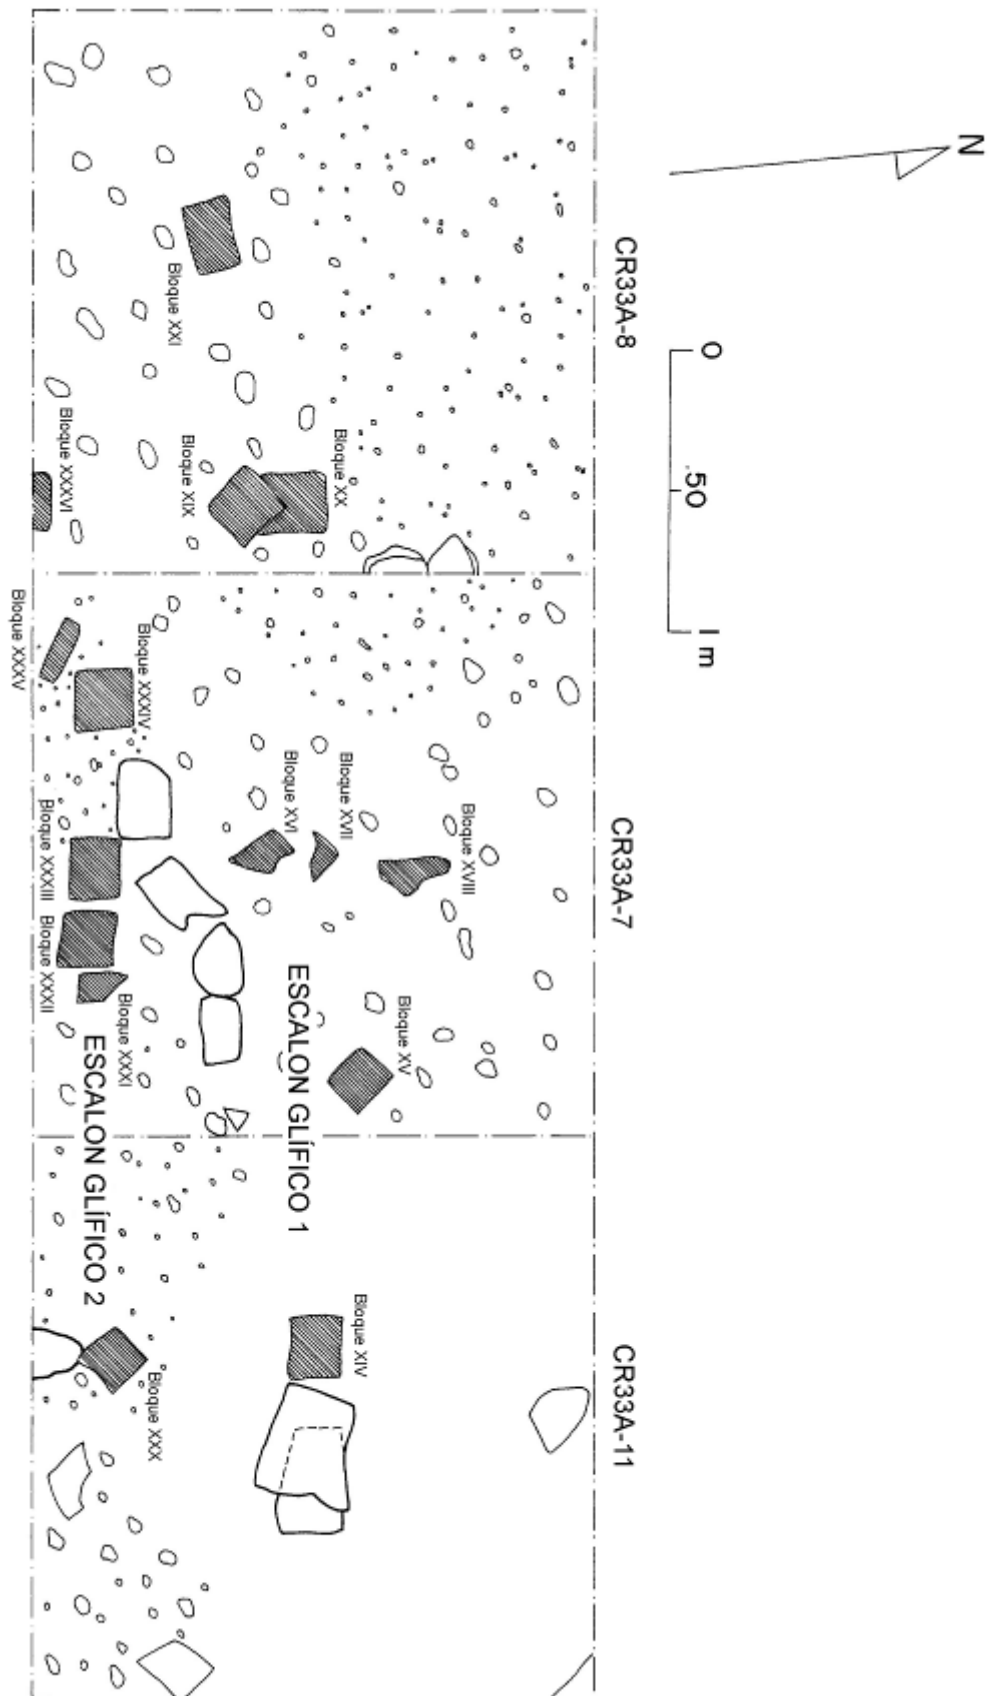 N
0
.50
1 m
CR33A-8
Bloque XXI
Bloque XX
Bloque XIX
Bloque XXXVI
CR33A-7
Bloque XXXV
Bloque XXXIV
Bloque XVIII
Bloque XVII
Bloque XVI
Bloque XXXIII
Bloque XXXII
Bloque XXXI
Bloque XV
ESCALON GLÍFICO 1
ESCALON GLÍFICO 2
CR33A-11
Bloque XIV
Bloque XXX